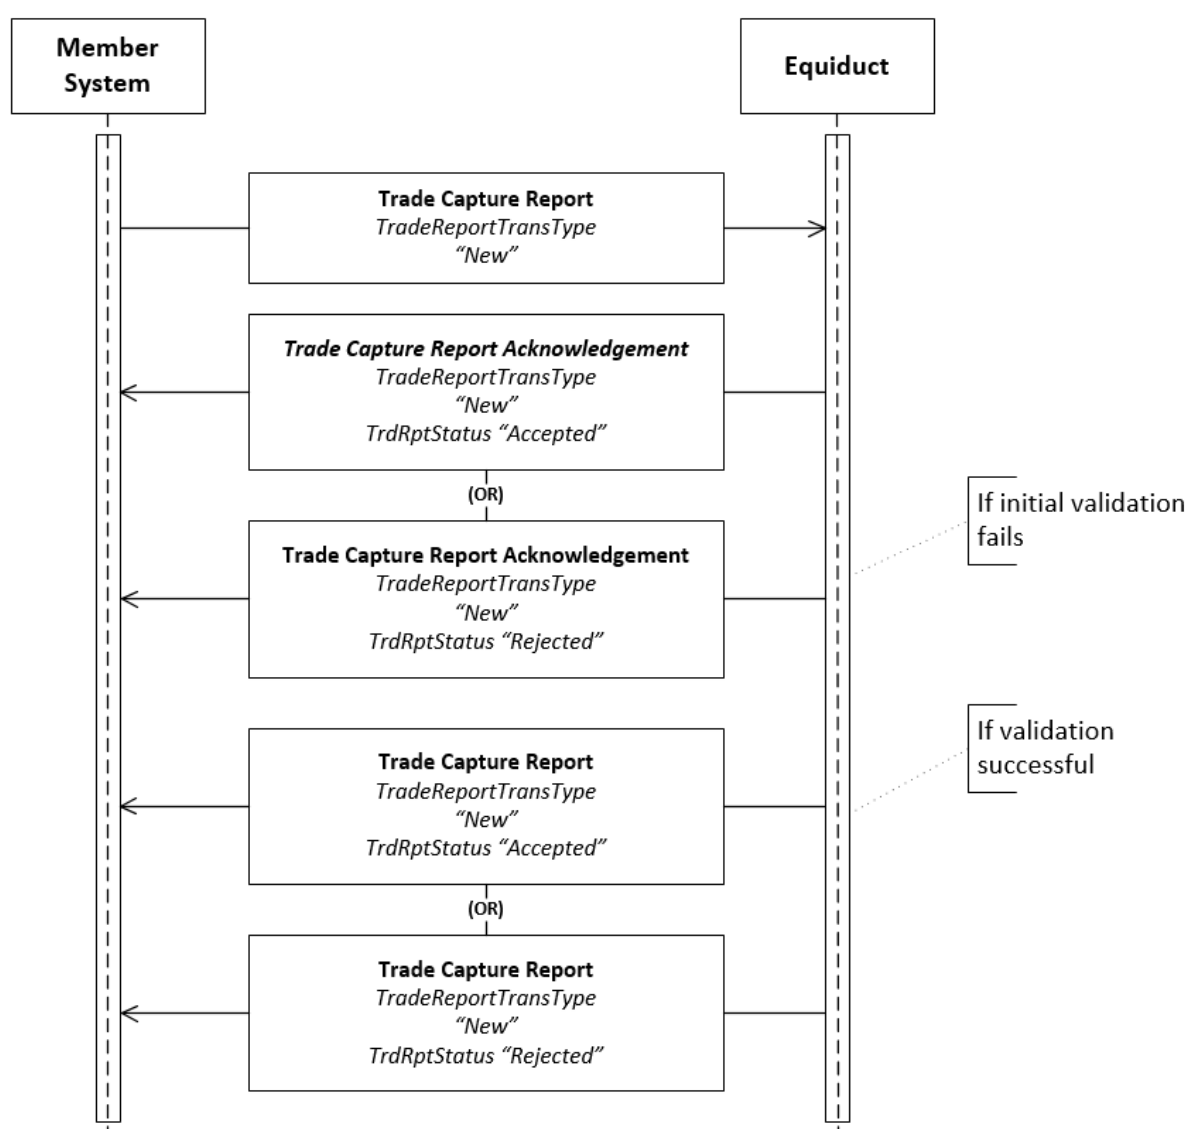 Member
System
Equiduct
Trade Capture Report
TradeReportTransType
“New”
Trade Capture Report Acknowledgement
TradeReportTransType
“New”
TrdRptStatus “Accepted”
(OR)
If initial validation
fails
Trade Capture Report Acknowledgement
TradeReportTransType
“New”
TrdRptStatus “Rejected”
If validation
successful
Trade Capture Report
TradeReportTransType
“New”
TrdRptStatus “Accepted”
(OR)
Trade Capture Report
TradeReportTransType
“New”
TrdRptStatus “Rejected”